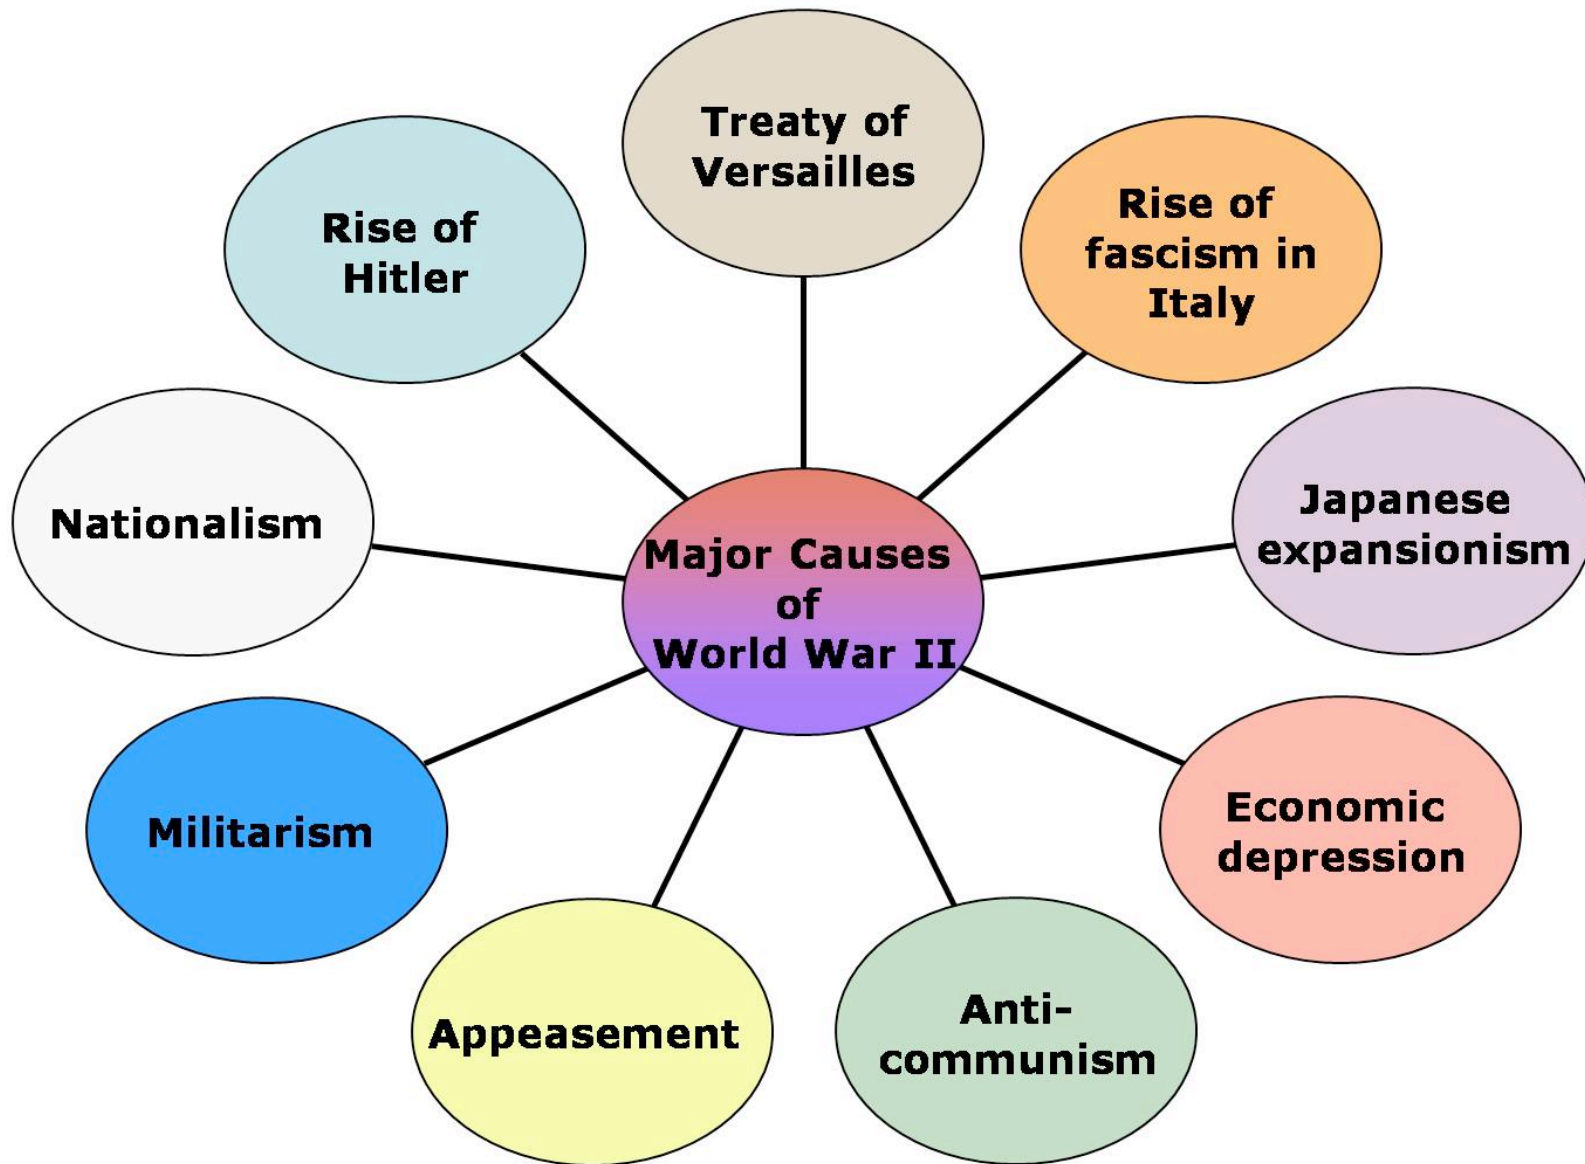 Treaty of
Versailles
Rise of
fascism in
Italy
Japanese
expansionism
Economic
depression
Anti-
communism
Appeasement
Militarism
Nationalism
Rise of
Hitler
Major Causes
of
World War II